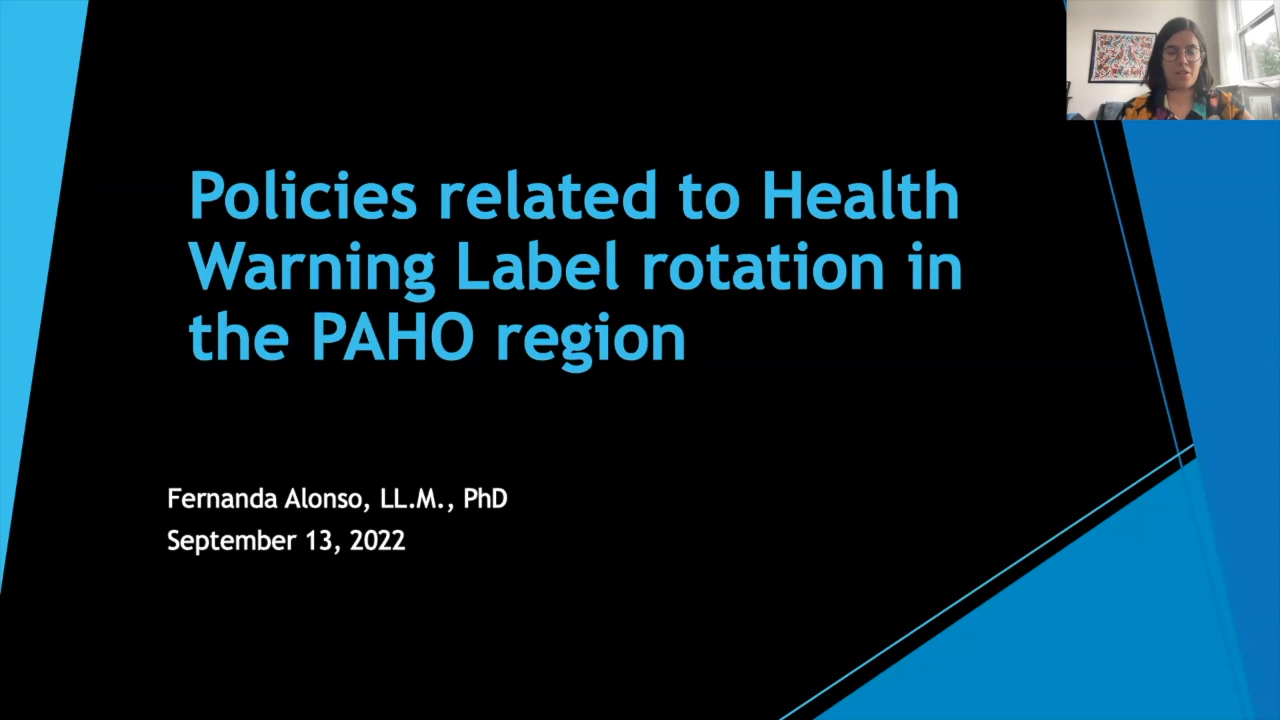 Policies related to Health
Warning Label rotation in
the PAHO region
Fernanda Alonso, LL.M., PhD
September 13, 2022